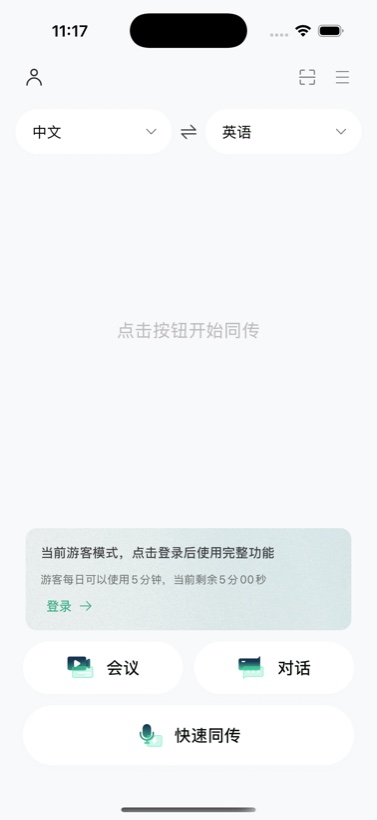 11:17
中文
英语
点击按钮开始同传
当前游客模式，点击登录后使用完整功能
游客每日可以使用5分钟，当前剩余5分00秒
登录
会议
对话
快速同传